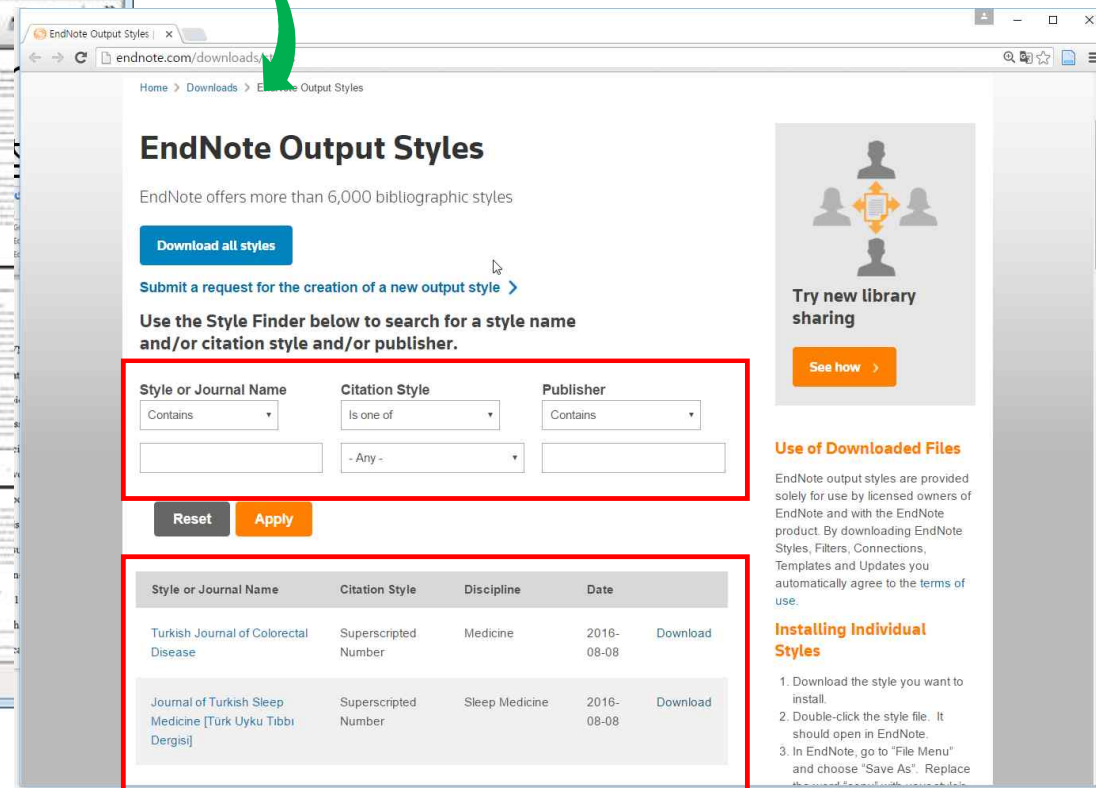 EndNote Output Styles |
endnote.com/downloads/
Home > Downloads > EndNote Output Styles
EndNote Output Styles
EndNote offers more than 6,000 bibliographic styles
Download all styles
Submit a request for the creation of a new output style >
Use the Style Finder below to search for a style name
and/or citation style and/or publisher.
Style or Journal Name Citation Style Publisher
Contains Is one of Contains
- Any -
Reset Apply
Style or Journal Name Citation Style Discipline Date
Turkish Journal of Colorectal Superscripted Medicine 2016- Download
Disease Number 08-08
Journal of Turkish Sleep Superscripted Sleep Medicine 2016- Download
Medicine [Türk Uyku Tıbbı Number 08-08
Dergisi]
Try new library
sharing
See how >
Use of Downloaded Files
EndNote output styles are provided
solely for use by licensed owners of
EndNote and with the EndNote
product. By downloading EndNote
Styles, Filters, Connections,
Templates and Updates you
automatically agree to the terms of
use.
Installing Individual
Styles
1. Download the style you want to
install.
2. Double-click the style file. It
should open in EndNote.
3. In EndNote, go to “File Menu”
and choose “Save As”. Replace